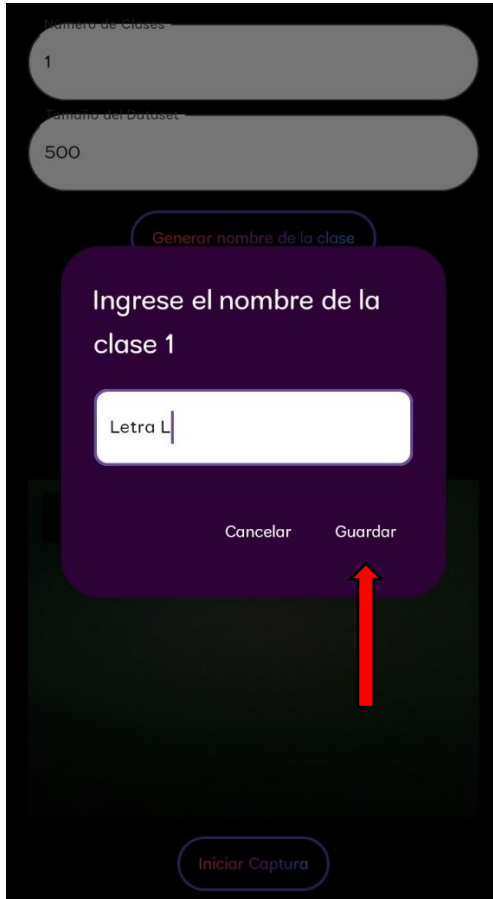 Número de Clases
1
Tamaño del Dataset
500
Generar nombre de la clase
Ingrese el nombre de la
clase 1
Letra L
Cancelar
Guardar
Iniciar Captura